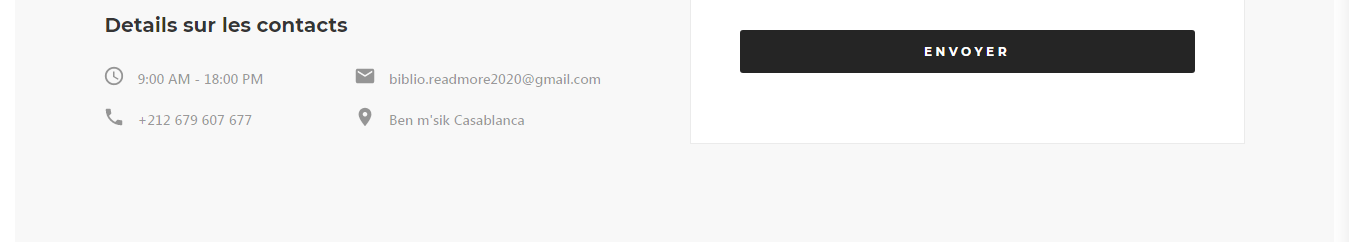 Details sur les contacts
9:00 AM - 18:00 PM
biblio.readmore2020@gmail.com
+212 679 607 677
Ben m'sik Casablanca
ENVOYER